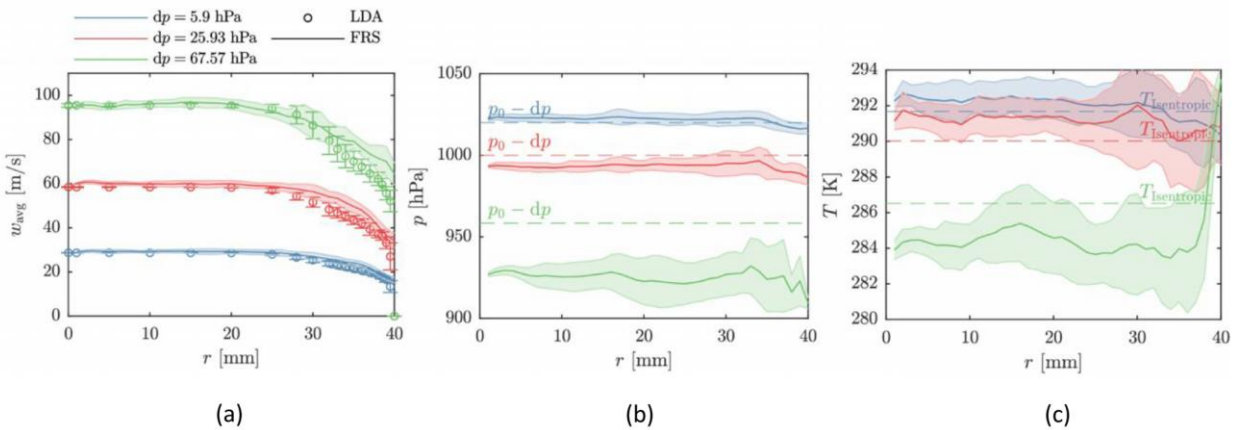 dp = 5.9 hPa
LDA
dp = 25.93 hPa
FRS
dp = 67.57 hPa
100
80
60
40
20
0
w_avg [m/s]
0
10
20
30
40
r [mm]
(a)
1050
1000
950
900
p [hPa]
p₀ − dp
p₀ − dp
p₀ − dp
0
10
20
30
40
r [mm]
(b)
294
292
290
288
286
284
282
280
T [K]
T_Isentropic
T_Isentropic
T_Isentropic
0
10
20
30
40
r [mm]
(c)